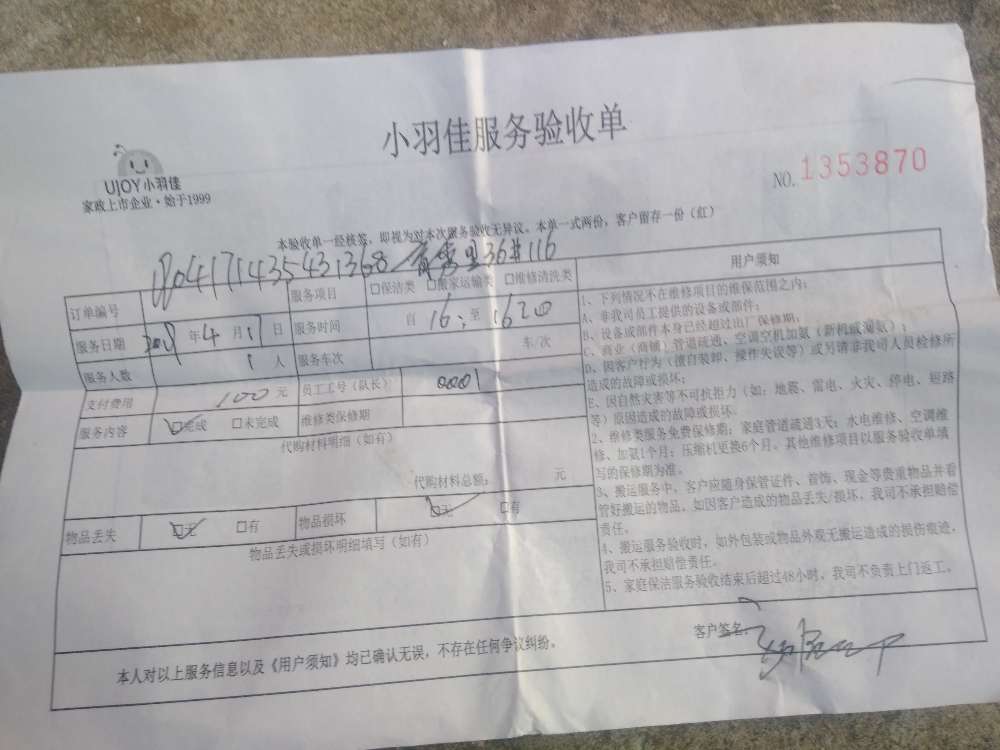 小羽佳服务验收单
UJOY小羽佳
家政上市企业·始于1999
NO. 1353870
本验收单一经核签，即视为对本次服务验收无异议。本单一式两份，客户留存一份（红）
订单编号 1804171435431368 36#116
服务项目 □保洁类 □搬家运输类 □维修清洗类
服务日期 年 4 月 17 日 服务时间 自 16: 至 1620
服务人数 1 人 服务车次 车/次
支付费用 100 元 员工工号（队长） 0001
服务内容 ☑完成 □未完成 维修类保修期
代购材料明细（如有）
代购材料总额: 元
物品丢失 ☑无 □有 物品损坏 ☑无 □有
物品丢失或损坏明细填写（如有）
用户须知
1、下列情况不在维修项目的维保范围之内:
A、非我司员工提供的设备或部件;
B、设备或部件本身已经超过出厂保修期;
C、商业（商铺）管道疏通、空调空机加氨（新机或漏氨）;
D、因客户行为（擅自装卸、操作失误等）或另请非我司人员检修所
造成的故障或损坏;
E、因自然灾害等不可抗拒力（如: 地震、雷电、火灾、停电、短路
等）原因造成的故障或损坏。
2、维修类服务免费保修期: 家庭管道疏通3天; 水电维修、空调维
修、加氨1个月; 压缩机更换6个月。其他维修项目以服务验收单填
写的保修期为准。
3、搬运服务中，客户应随身保管证件、首饰、现金等贵重物品并看
管好搬运的物品，如因客户造成的物品丢失/损坏，我司不承担赔偿
责任。
4、搬运服务验收时，如外包装或物品外观无搬运造成的损伤痕迹，
我司不承担赔偿责任。
5、家庭保洁服务验收结束后超过48小时，我司不负责上门返工。
本人对以上服务信息以及《用户须知》均已确认无误，不存在任何争议纠纷。
客户签名: